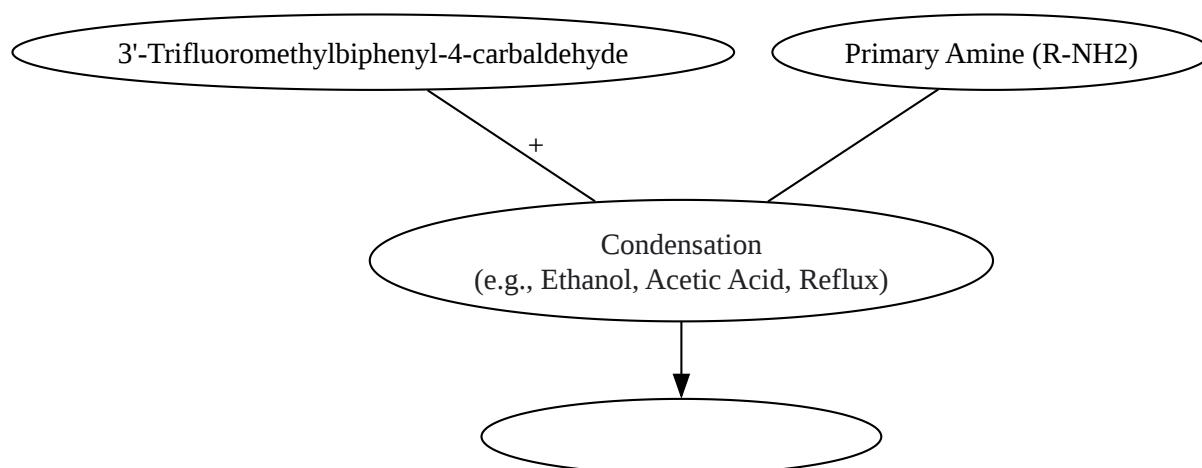 3'-Trifluoromethylbiphenyl-4-carbaldehyde
Primary Amine (R-NH2)
+
Condensation
(e.g., Ethanol, Acetic Acid, Reflux)